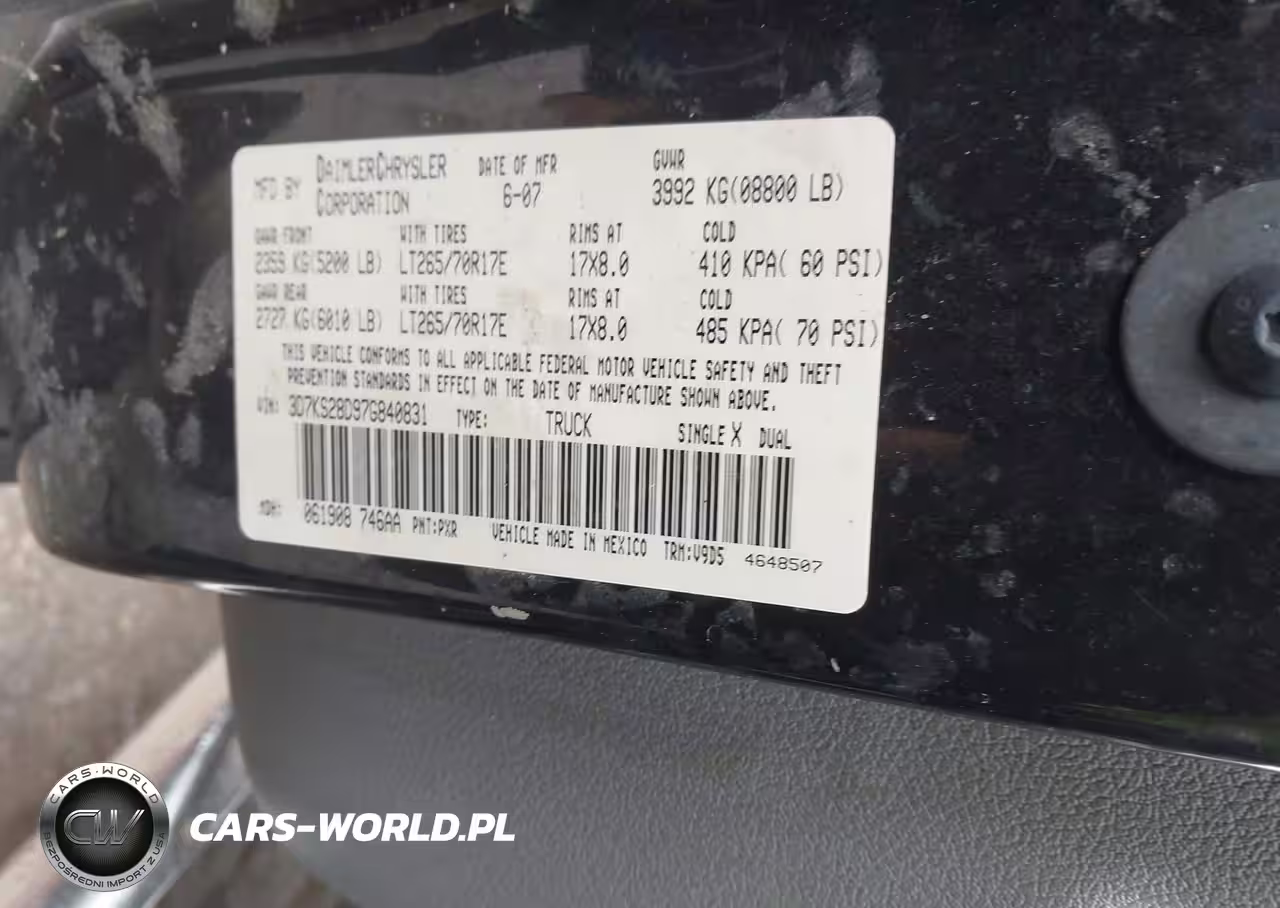 MFD BY DAIMLERCHRYSLER CORPORATION DATE OF MFR 6-07 GVWR 3992 KG(08800 LB)
GAWR FRONT WITH TIRES RIMS AT COLD
2359 KG(5200 LB) LT265/70R17E 17X8.0 410 KPA( 60 PSI)
GAWR REAR WITH TIRES RIMS AT COLD
2727 KG(6010 LB) LT265/70R17E 17X8.0 485 KPA( 70 PSI)
THIS VEHICLE CONFORMS TO ALL APPLICABLE FEDERAL MOTOR VEHICLE SAFETY AND THEFT
PREVENTION STANDARDS IN EFFECT ON THE DATE OF MANUFACTURE SHOWN ABOVE.
VIN: 3D7KS28D97G840831 TYPE: TRUCK SINGLE X DUAL
MDH: 061908 746AA PNT:PXR VEHICLE MADE IN MEXICO TRM:V9D5 4648507
CARS-WORLD
CW
BEZPOŚREDNI IMPORT Z USA
CARS-WORLD.PL